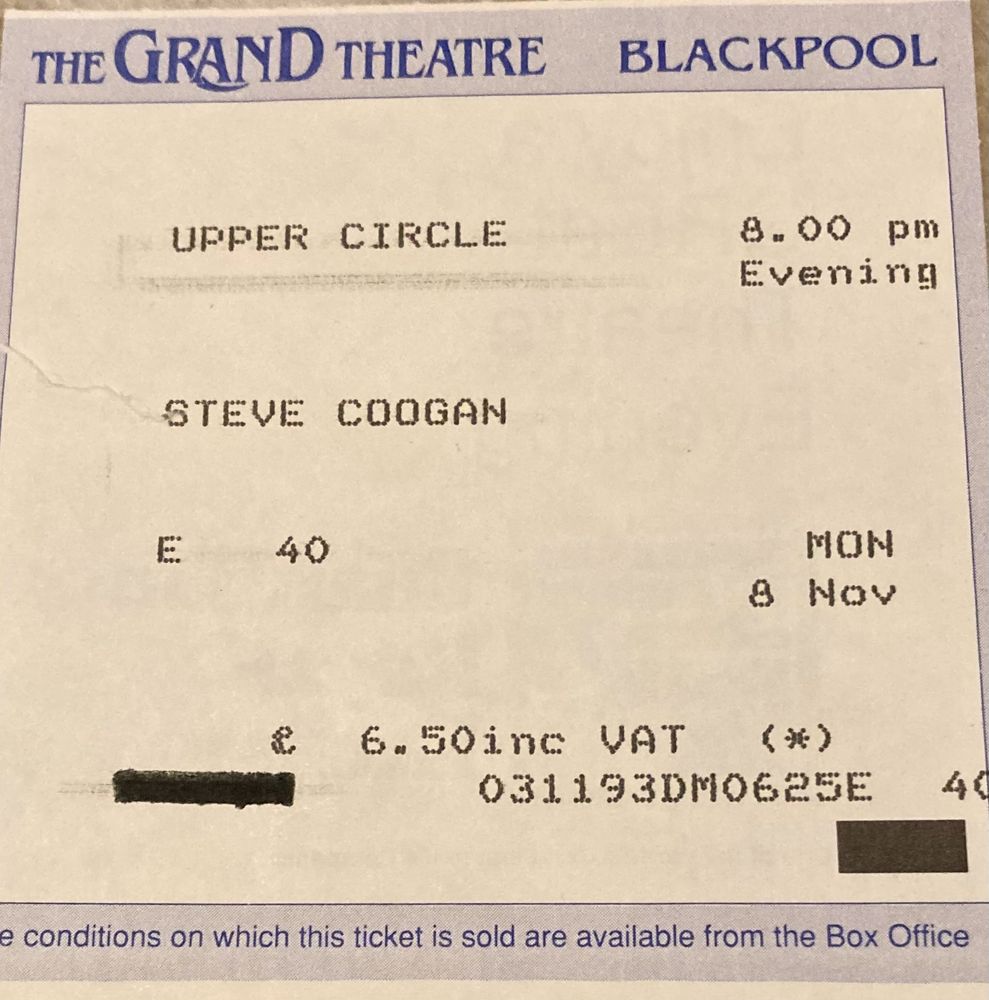 THE GRAND THEATRE BLACKPOOL
UPPER CIRCLE 8.00 pm
Evening
STEVE COOGAN
E 40 MON
8 Nov
£ 6.50inc VAT (*)
031193DM0625E 40
e conditions on which this ticket is sold are available from the Box Office